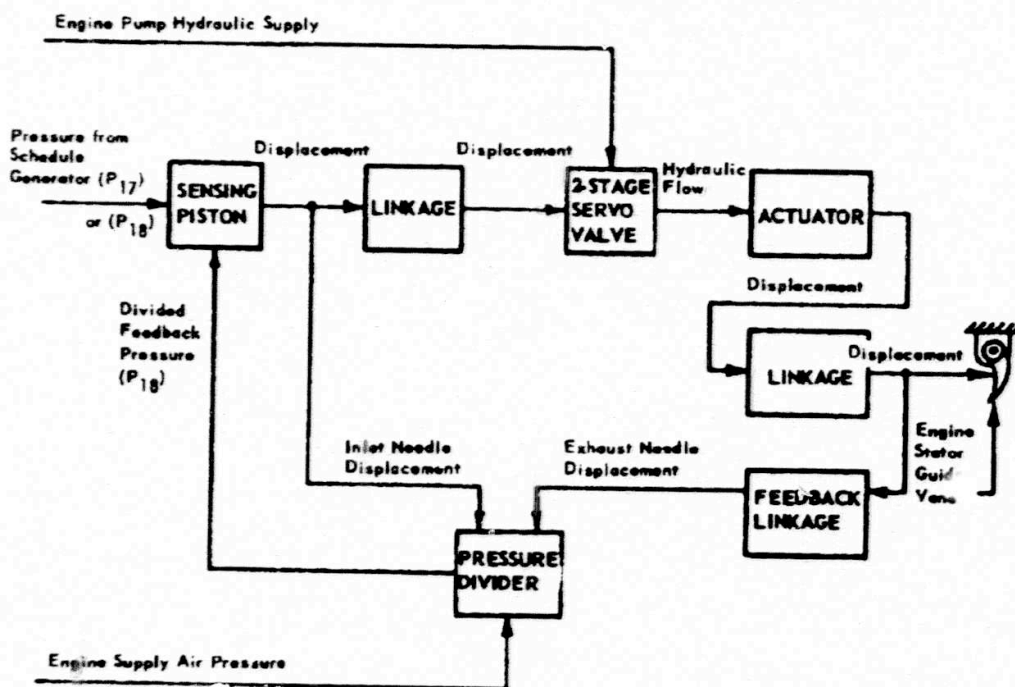 Engine Pump Hydraulic Supply
Pressure from
Schedule
Generator (P17)
or (P18)
SENSING
PISTON
Displacement
LINKAGE
Displacement
2-STAGE
SERVO
VALVE
Hydraulic
Flow
ACTUATOR
Displacement
LINKAGE
Displacement
Engine
Stator
Guid
Vane
Divided
Feedback
Pressure
(P18)
Inlet Needle
Displacement
Exhaust Needle
Displacement
FEEDBACK
LINKAGE
PRESSURE
DIVIDER
Engine Supply Air Pressure